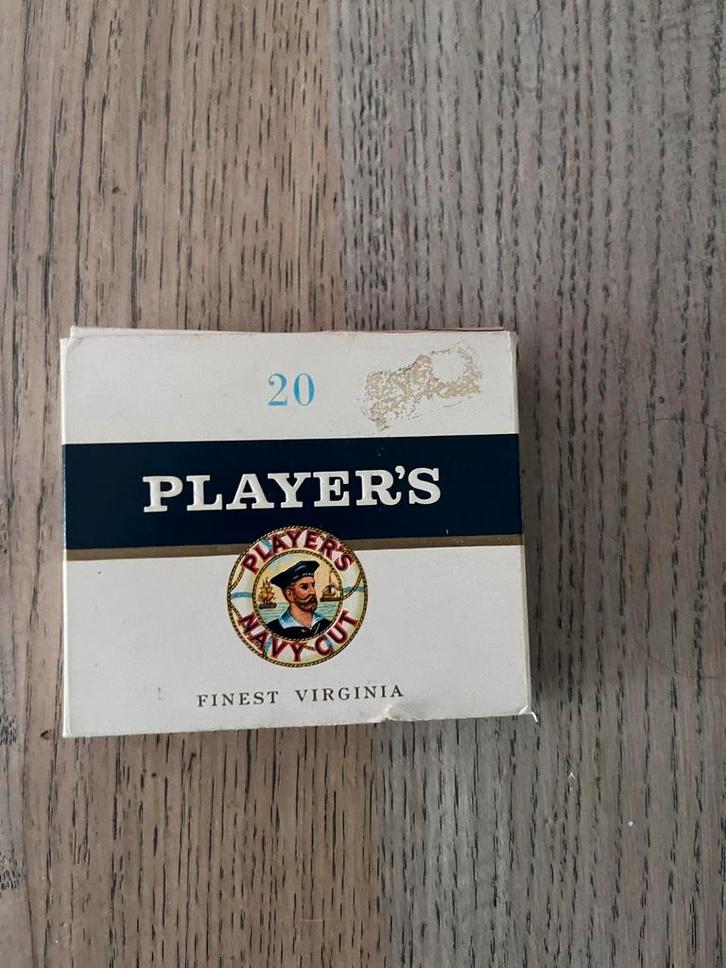 20
PLAYER'S
PLAYER'S
NAVY CUT
FINEST VIRGINIA